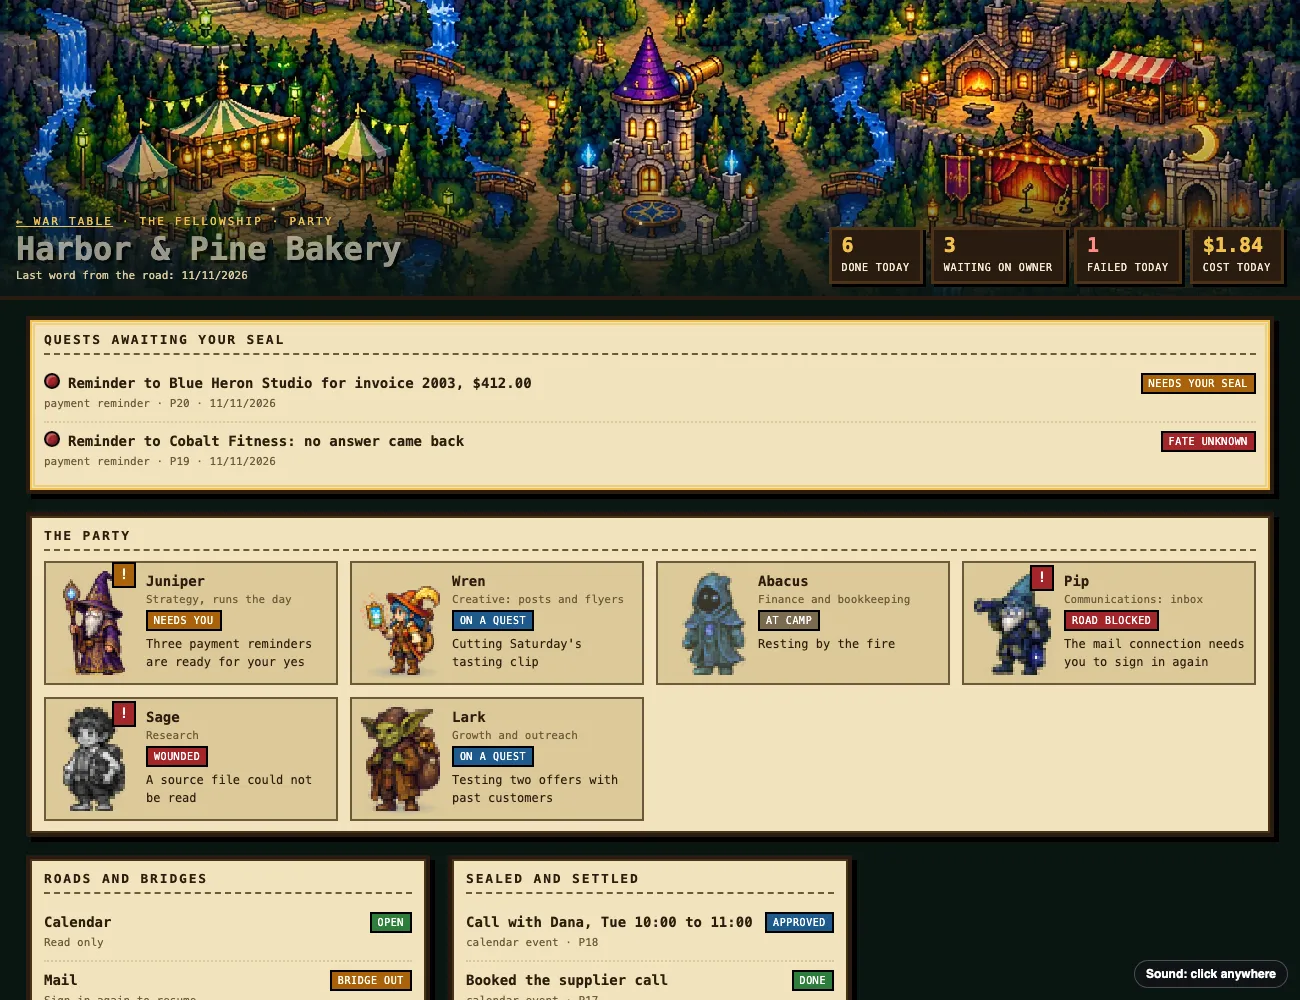 ← WAR TABLE · THE FELLOWSHIP · PARTY
Harbor & Pine Bakery
Last word from the road: 11/11/2026
6
DONE TODAY
3
WAITING ON OWNER
1
FAILED TODAY
$1.84
COST TODAY
QUESTS AWAITING YOUR SEAL
Reminder to Blue Heron Studio for invoice 2003, $412.00
NEEDS YOUR SEAL
payment reminder · P20 · 11/11/2026
Reminder to Cobalt Fitness: no answer came back
FATE UNKNOWN
payment reminder · P19 · 11/11/2026
THE PARTY
!
Juniper
Strategy, runs the day
NEEDS YOU
Three payment reminders
are ready for your yes
Wren
Creative: posts and flyers
ON A QUEST
Cutting Saturday's
tasting clip
Abacus
Finance and bookkeeping
AT CAMP
Resting by the fire
!
Pip
Communications: inbox
ROAD BLOCKED
The mail connection needs
you to sign in again
!
Sage
Research
WOUNDED
A source file could not
be read
Lark
Growth and outreach
ON A QUEST
Testing two offers with
past customers
ROADS AND BRIDGES
Calendar
OPEN
Read only
Mail
BRIDGE OUT
Sign in again to resume
SEALED AND SETTLED
Call with Dana, Tue 10:00 to 11:00
APPROVED
calendar event · P18
Booked the supplier call
DONE
calendar event · P17
Sound: click anywhere